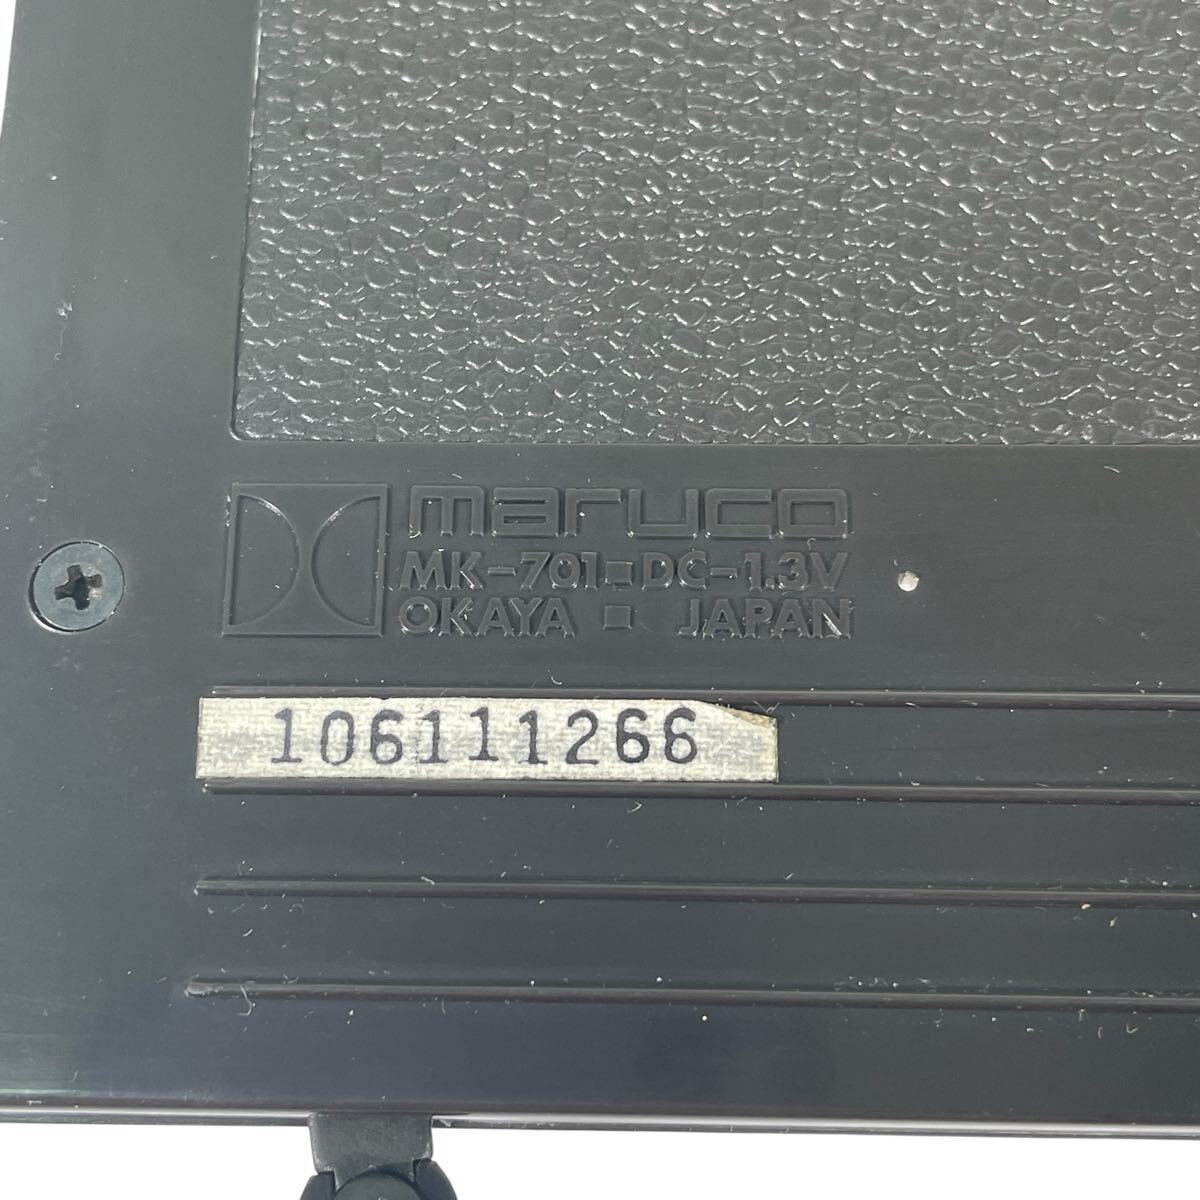 maruco
MK-701▪DC-1.3V
OKAYA ▪ JAPAN
106111266